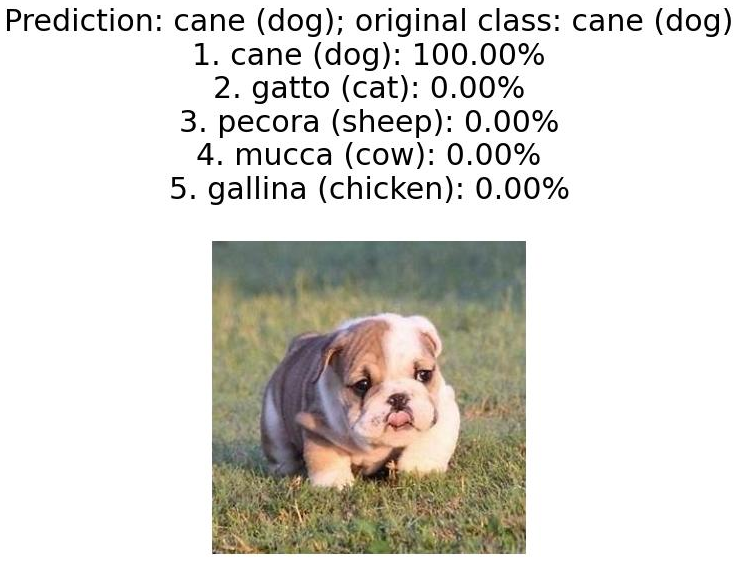 Prediction: cane (dog); original class: cane (dog)
1. cane (dog): 100.00%
2. gatto (cat): 0.00%
3. pecora (sheep): 0.00%
4. mucca (cow): 0.00%
5. gallina (chicken): 0.00%